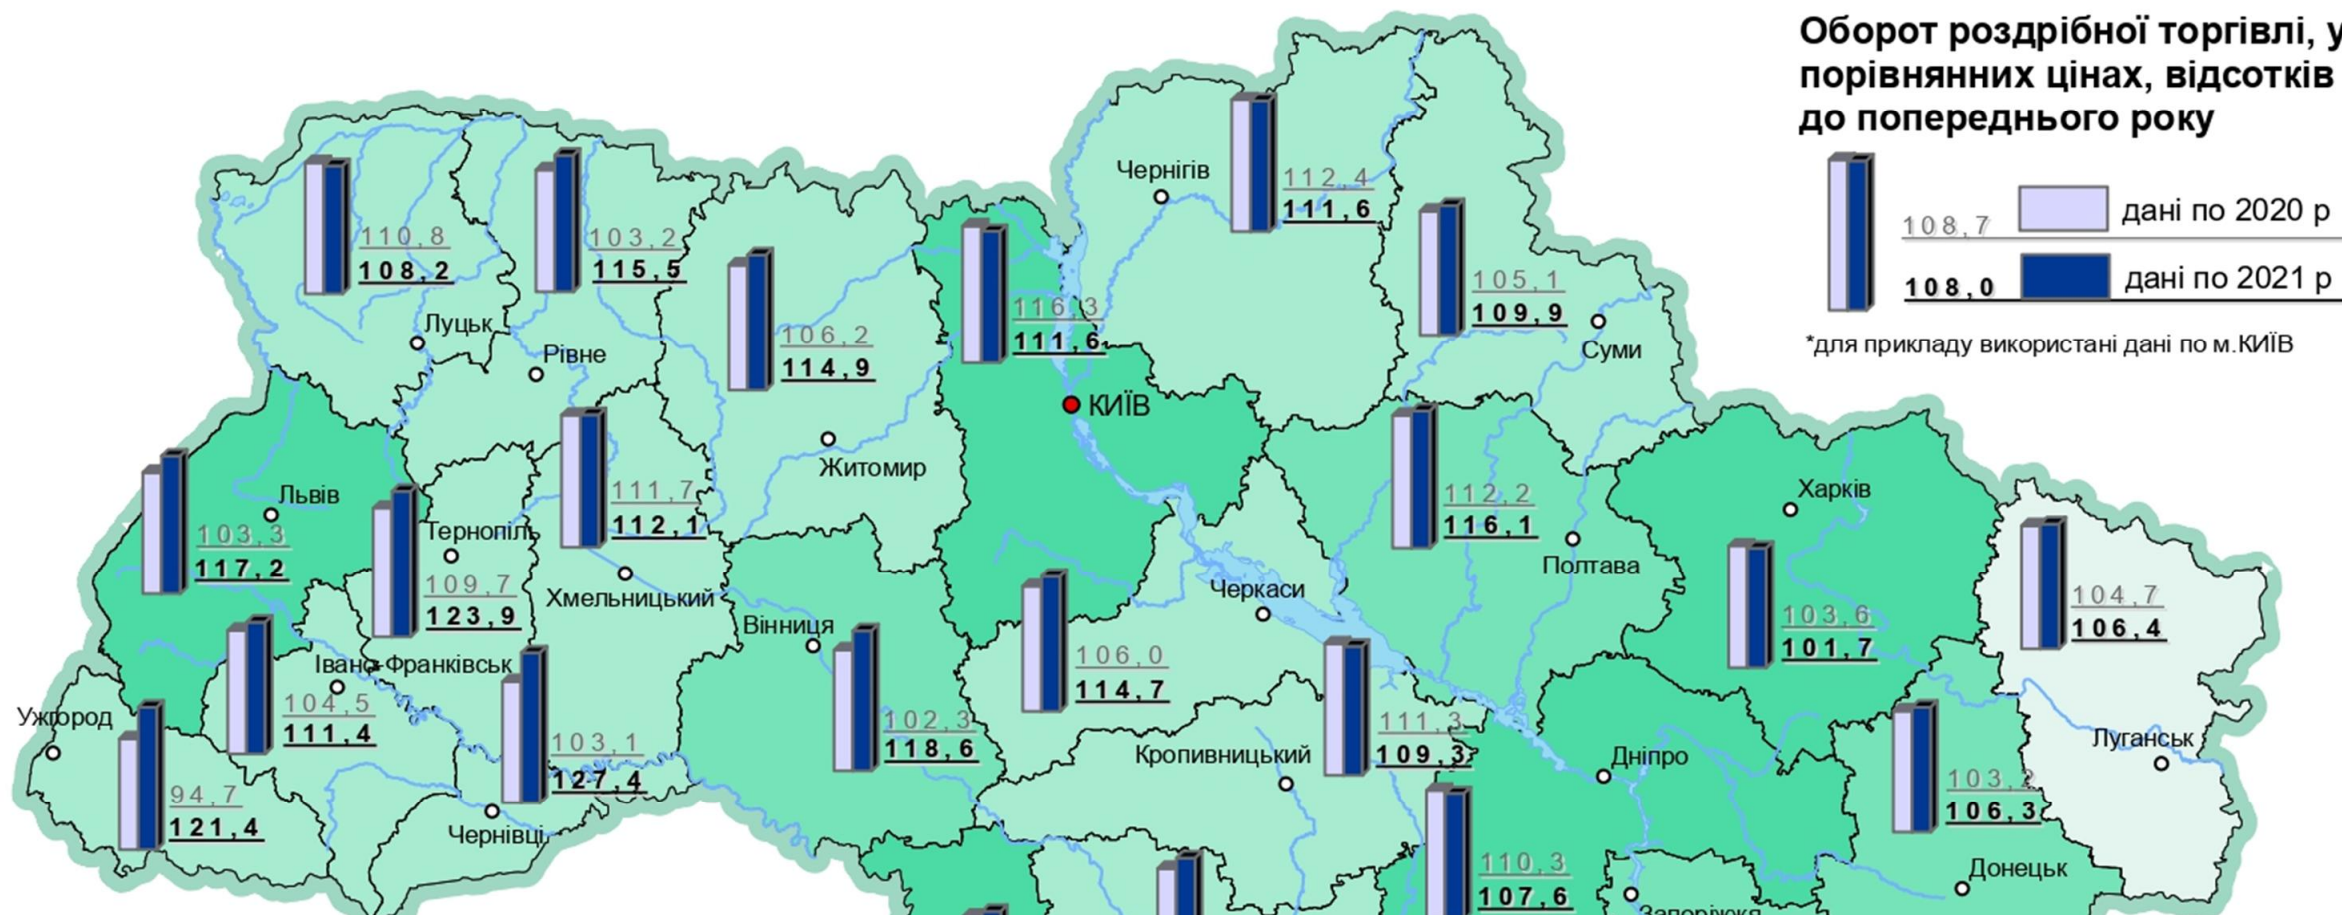 Оборот роздрібної торгівлі, у
порівнянних цінах, відсотків
до попереднього року
108,7
дані по 2020 р
108,0
дані по 2021 р
*для прикладу використані дані по м.КИЇВ
Чернігів
112,4
111,6
110,8
108,2
Луцьк
103,2
115,5
Рівне
106,2
114,9
Житомир
116,3
111,6
КИЇВ
105,1
109,9
Суми
Львів
103,3
117,2
Тернопіль
109,7
123,9
111,7
112,1
Хмельницький
Вінниця
102,3
118,6
Черкаси
106,0
114,7
112,2
116,1
Полтава
Харків
103,6
101,7
104,7
106,4
Луганськ
Ужгород
94,7
121,4
Івано-Франківськ
104,5
111,4
103,1
127,4
Чернівці
Кропивницький
111,3
109,3
Дніпро
110,3
107,6
103,2
106,3
Донецьк
Запоріжжя